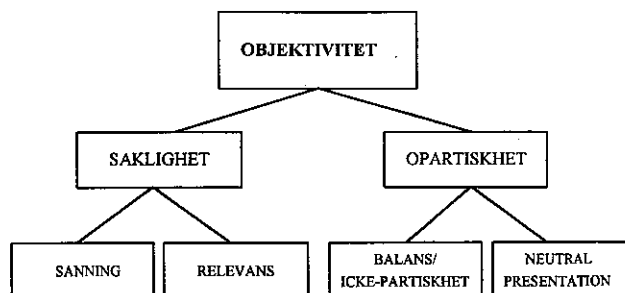 OBJEKTIVITET
SAKLIGHET
OPARTISKHET
SANNING
RELEVANS
BALANS/
ICKE-PARTISKHET
NEUTRAL
PRESENTATION